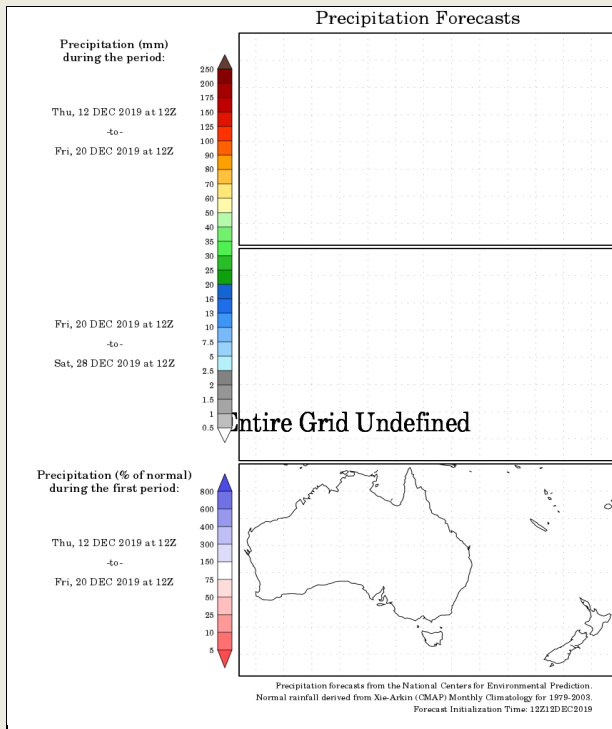 Precipitation Forecasts
Precipitation (mm)
during the period:
Thu, 12 DEC 2019 at 12Z
-to-
Fri, 20 DEC 2019 at 12Z
250
200
175
150
125
100
90
80
70
60
50
40
35
30
25
20
16
13
10
7.5
5
2.5
2
1.5
1
0.5
Fri, 20 DEC 2019 at 12Z
-to-
Sat, 28 DEC 2019 at 12Z
Entire Grid Undefined
Precipitation (% of normal)
during the first period:
Thu, 12 DEC 2019 at 12Z
-to-
Fri, 20 DEC 2019 at 12Z
800
600
400
300
150
75
50
25
10
5
Precipitation forecasts from the National Centers for Environmental Prediction.
Normal rainfall derived from Xie-Arkin (CMAP) Monthly Climatology for 1979-2003.
Forecast Initialization Time: 12Z12DEC2019